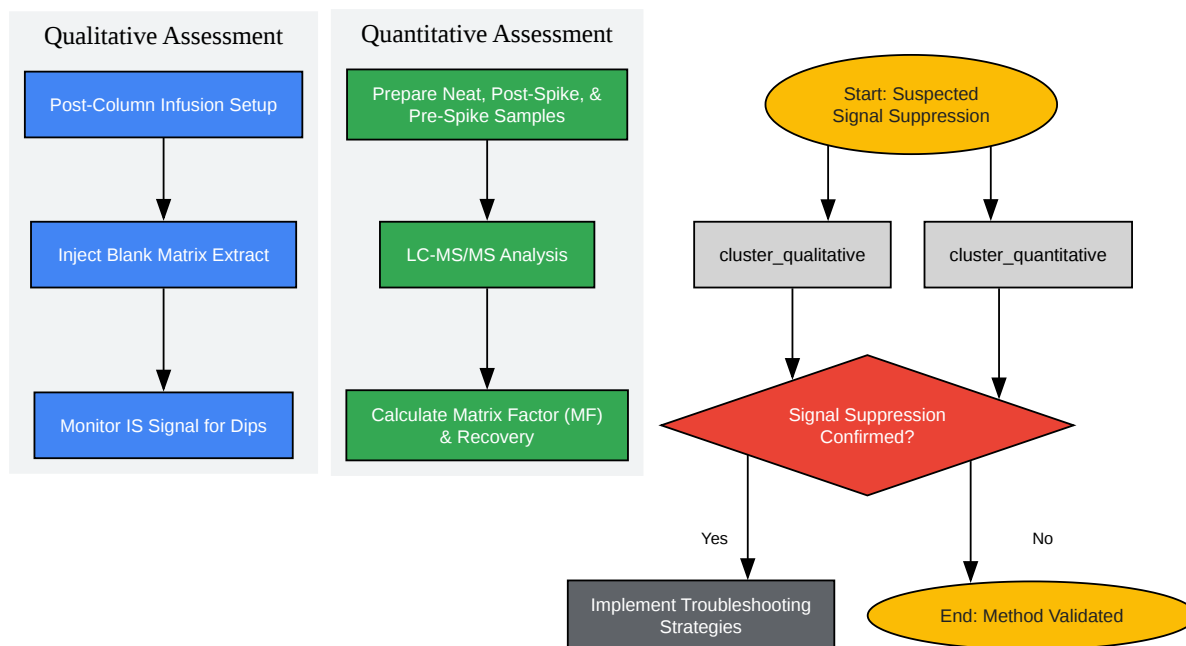 Qualitative Assessment
Post-Column Infusion Setup
Inject Blank Matrix Extract
Monitor IS Signal for Dips
Quantitative Assessment
Prepare Neat, Post-Spike, &
Pre-Spike Samples
LC-MS/MS Analysis
Calculate Matrix Factor (MF)
& Recovery
Start: Suspected
Signal Suppression
cluster_qualitative
cluster_quantitative
Signal Suppression
Confirmed?
Yes
No
Implement Troubleshooting
Strategies
End: Method Validated